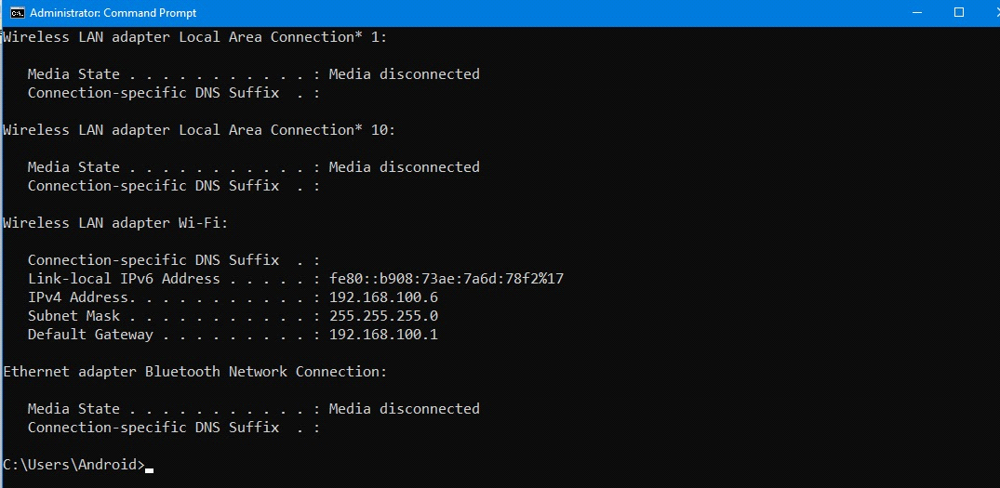 Administrator: Command Prompt
Wireless LAN adapter Local Area Connection* 1:
Media State . . . . . . . . . . . : Media disconnected
Connection-specific DNS Suffix  . :
Wireless LAN adapter Local Area Connection* 10:
Media State . . . . . . . . . . . : Media disconnected
Connection-specific DNS Suffix  . :
Wireless LAN adapter Wi-Fi:
Connection-specific DNS Suffix  . :
Link-local IPv6 Address . . . . . : fe80::b908:73ae:7a6d:78f2%17
IPv4 Address. . . . . . . . . . . : 192.168.100.6
Subnet Mask . . . . . . . . . . . : 255.255.255.0
Default Gateway . . . . . . . . . : 192.168.100.1
Ethernet adapter Bluetooth Network Connection:
Media State . . . . . . . . . . . : Media disconnected
Connection-specific DNS Suffix  . :
C:\Users\Android>